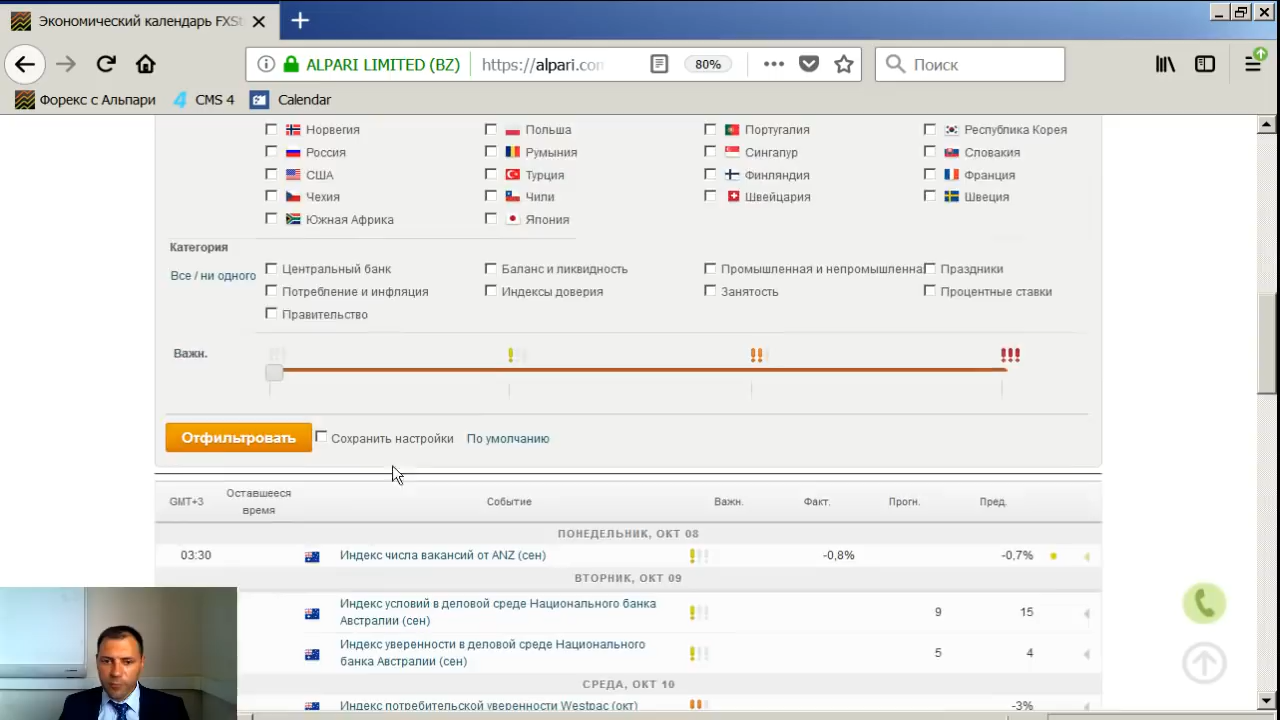 Экономический календарь FXSt
ALPARI LIMITED (BZ)
https://alpari.con
80%
Поиск
Форекс с Альпари
CMS 4
Calendar
Норвегия
Польша
Португалия
Республика Корея
Россия
Румыния
Сингапур
Словакия
США
Турция
Финляндия
Франция
Чехия
Чили
Швейцария
Швеция
Южная Африка
Япония
Категория
Все / ни одного
Центральный банк
Баланс и ликвидность
Промышленная и непромышленна
Праздники
Потребление и инфляция
Индексы доверия
Занятость
Процентные ставки
Правительство
Важн.
Отфильтровать
Сохранить настройки
По умолчанию
GMT+3
Оставшееся
время
Событие
Важн.
Факт.
Прогн.
Пред.
ПОНЕДЕЛЬНИК, ОКТ 08
03:30
Индекс числа вакансий от ANZ (сен)
-0,8%
-0,7%
ВТОРНИК, ОКТ 09
Индекс условий в деловой среде Национального банка
Австралии (сен)
9
15
Индекс уверенности в деловой среде Национального
банка Австралии (сен)
5
4
СРЕДА, ОКТ 10
Индекс потребительской уверенности Westpac (окт)
-3%